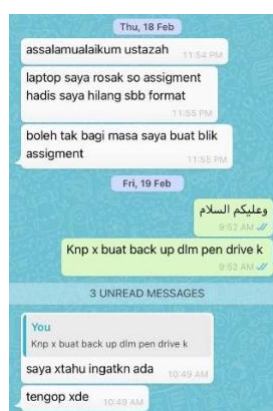 Thu, 18 Feb
assalamualaikum ustazah
11:54 PM
laptop saya rosak so assigment
hadis saya hilang sbb format
11:55 PM
boleh tak bagi masa saya buat blik
assigment
11:55 PM
Fri, 19 Feb
وعليكم السلام
9:52 AM
Knp x buat back up dlm pen drive k
9:52 AM
3 UNREAD MESSAGES
You
Knp x buat back up dlm pen drive k
saya xtahu ingatkn ada
10:49 AM
tengop xde
10:49 AM